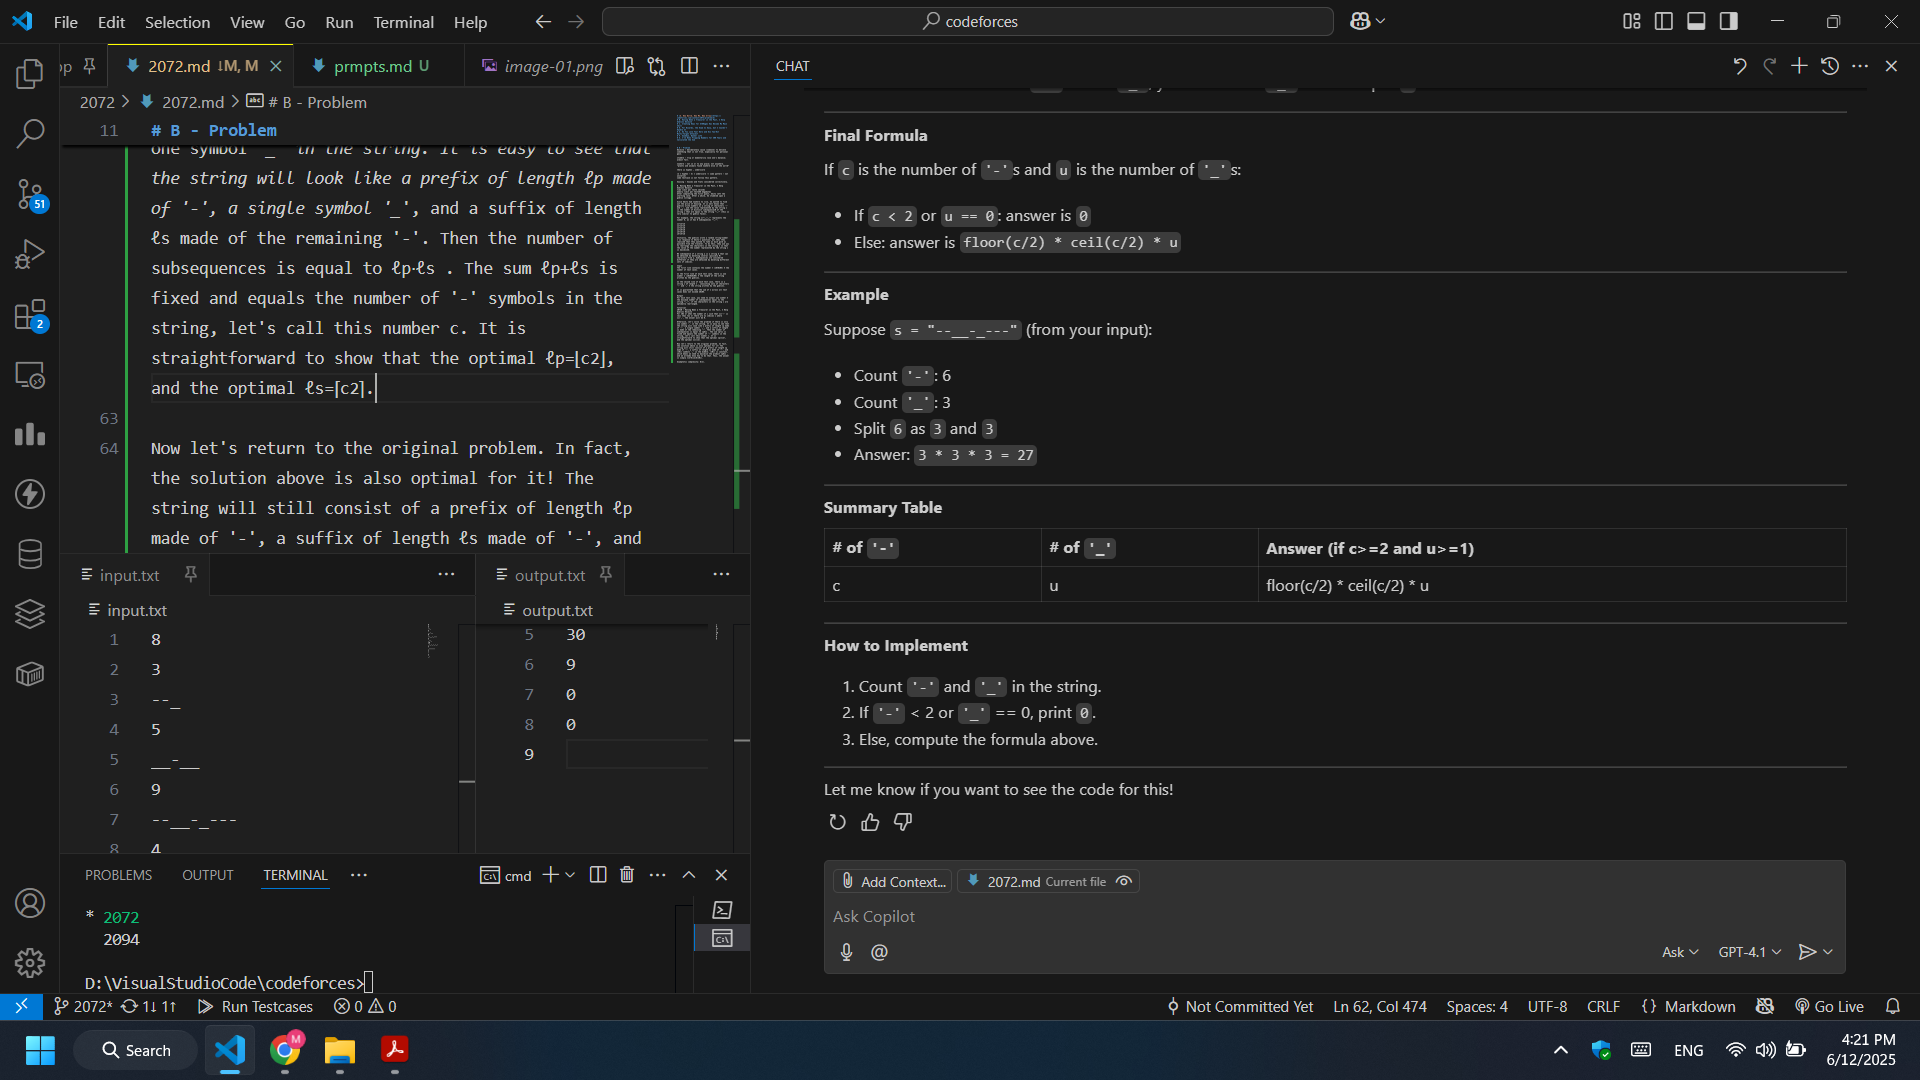 File Edit Selection View Go Run Terminal Help
codeforces
2072.md ↓M, M
prmpts.md U
image-01.png
CHAT
2072 > 2072.md > # B - Problem
11 # B - Problem
one symbol '_' in the string. It is easy to see that
the string will look like a prefix of length ℓp made
of '-', a single symbol '_', and a suffix of length
ℓs made of the remaining '-'. Then the number of
subsequences is equal to ℓp⋅ℓs . The sum ℓp+ℓs is
fixed and equals the number of '-' symbols in the
string, let's call this number c. It is
straightforward to show that the optimal ℓp=⌊c2⌋,
and the optimal ℓs=⌈c2⌉.
63
64 Now let's return to the original problem. In fact,
the solution above is also optimal for it! The
string will still consist of a prefix of length ℓp
made of '-', a suffix of length ℓs made of '-', and
input.txt
input.txt
1 8
2 3
3 --_
4 5
5 __-__
6 9
7 --__-_---
8 4
output.txt
output.txt
5 30
6 9
7 0
8 0
9
PROBLEMS OUTPUT TERMINAL
cmd
* 2072
2094
D:\VisualStudioCode\codeforces>
Final Formula
If c is the number of '-' s and u is the number of '_' s:
• If c < 2 or u == 0 : answer is 0
• Else: answer is floor(c/2) * ceil(c/2) * u
Example
Suppose s = "--__-_---" (from your input):
• Count '-' : 6
• Count '_' : 3
• Split 6 as 3 and 3
• Answer: 3 * 3 * 3 = 27
Summary Table
# of '-' # of '_' Answer (if c>=2 and u>=1)
c u floor(c/2) * ceil(c/2) * u
How to Implement
1. Count '-' and '_' in the string.
2. If '-' < 2 or '_' == 0, print 0 .
3. Else, compute the formula above.
Let me know if you want to see the code for this!
Add Context... 2072.md Current file
Ask Copilot
Ask GPT-4.1
51
2
2072* 1↓ 1↑ Run Testcases 0 0
Not Committed Yet Ln 62, Col 474 Spaces: 4 UTF-8 CRLF {} Markdown Go Live
Search
M
ENG
4:21 PM
6/12/2025